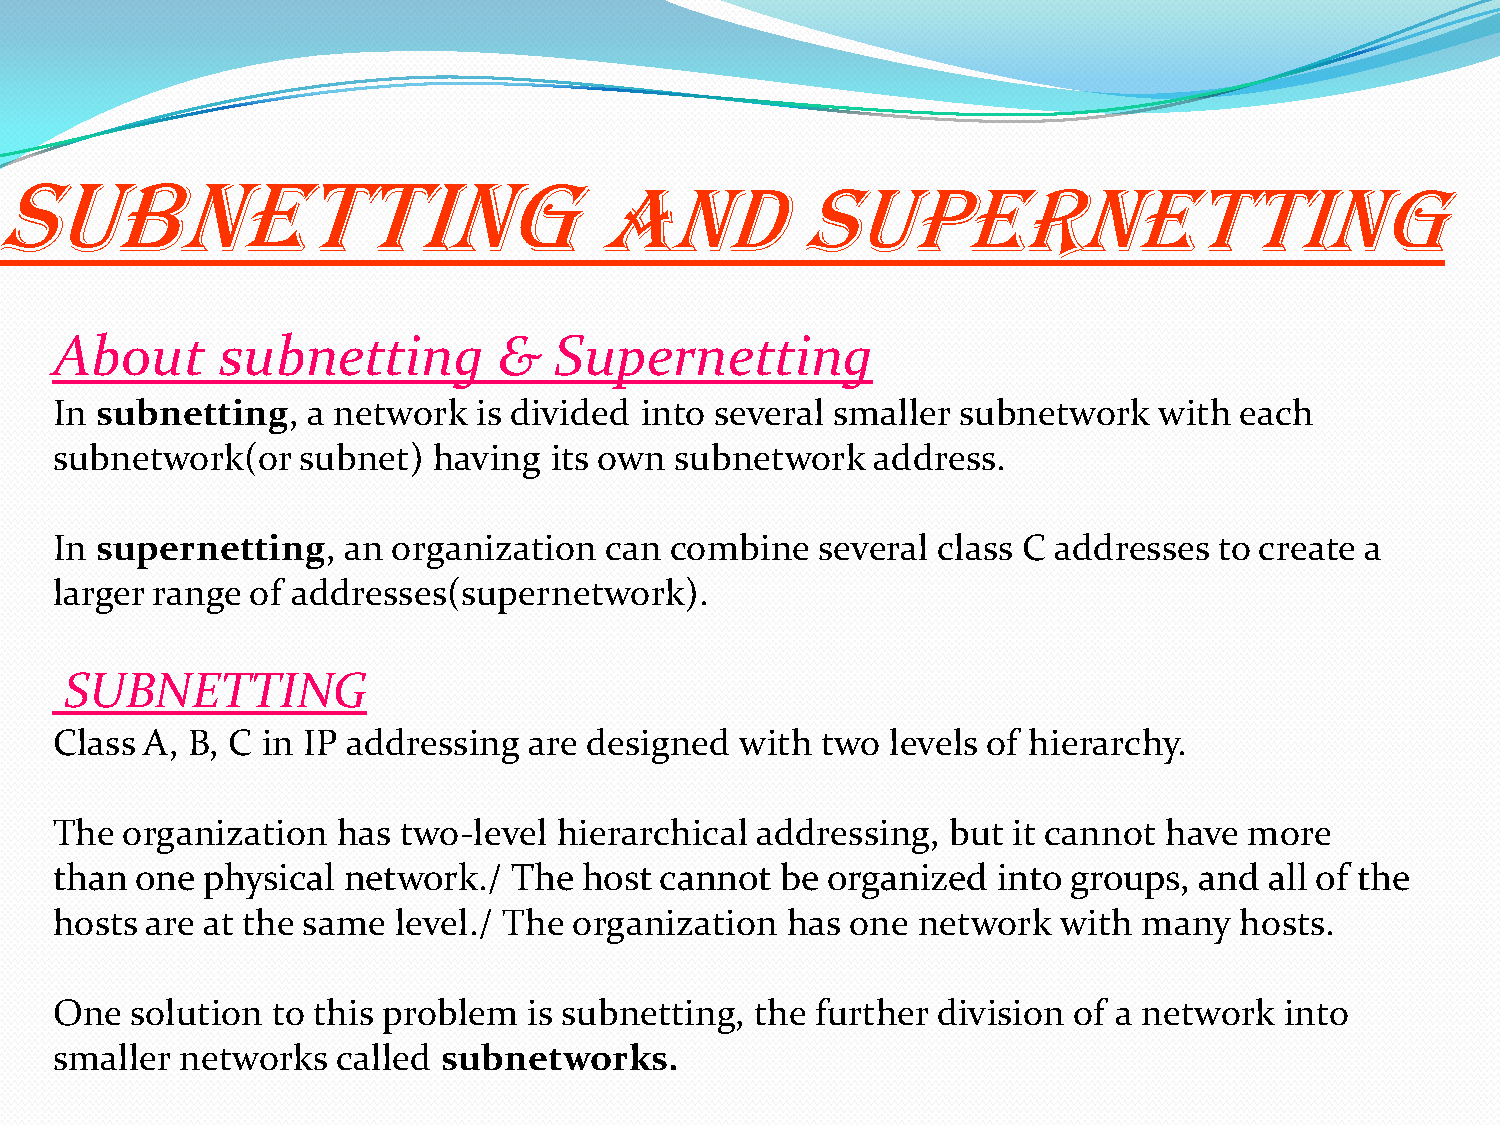 SUBNETTING AND SUPERNETTING
About subnetting & Supernetting
In subnetting, a network is divided into several smaller subnetwork with each
subnetwork(or subnet) having its own subnetwork address.
In supernetting, an organization can combine several class C addresses to create a
larger range of addresses(supernetwork).
SUBNETTING
Class A, B, C in IP addressing are designed with two levels of hierarchy.
The organization has two-level hierarchical addressing, but it cannot have more
than one physical network./ The host cannot be organized into groups, and all of the
hosts are at the same level./ The organization has one network with many hosts.
One solution to this problem is subnetting, the further division of a network into
smaller networks called subnetworks.